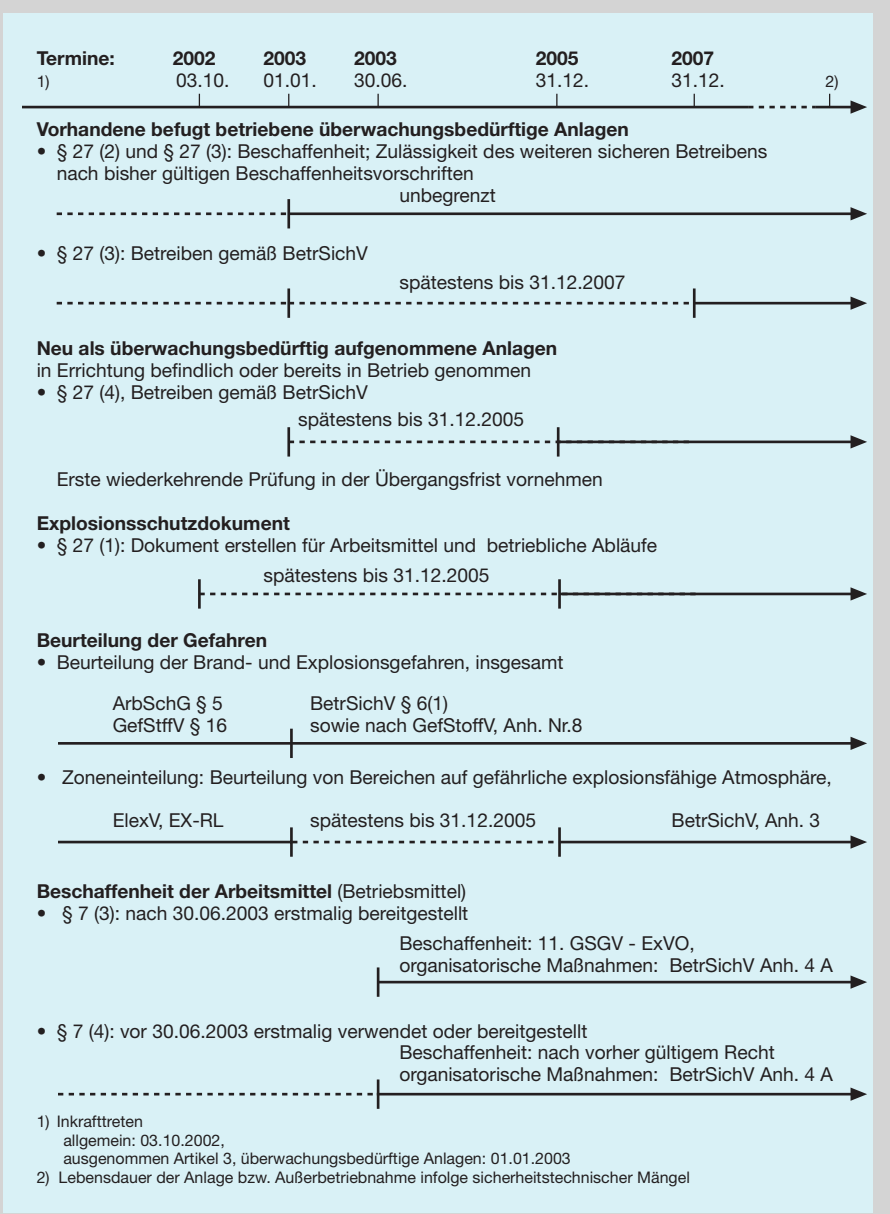 Termine: 2002 2003 2003 2005 2007
1) 03.10. 01.01. 30.06. 31.12. 31.12. 2)
Vorhandene befugt betriebene überwachungsbedürftige Anlagen
• § 27 (2) und § 27 (3): Beschaffenheit; Zulässigkeit des weiteren sicheren Betreibens
nach bisher gültigen Beschaffenheitsvorschriften
unbegrenzt
• § 27 (3): Betreiben gemäß BetrSichV
spätestens bis 31.12.2007
Neu als überwachungsbedürftig aufgenommene Anlagen
in Errichtung befindlich oder bereits in Betrieb genommen
• § 27 (4), Betreiben gemäß BetrSichV
spätestens bis 31.12.2005
Erste wiederkehrende Prüfung in der Übergangsfrist vornehmen
Explosionsschutzdokument
• § 27 (1): Dokument erstellen für Arbeitsmittel und betriebliche Abläufe
spätestens bis 31.12.2005
Beurteilung der Gefahren
• Beurteilung der Brand- und Explosionsgefahren, insgesamt
ArbSchG § 5 BetrSichV § 6(1)
GefStffV § 16 sowie nach GefStoffV, Anh. Nr.8
• Zoneneinteilung: Beurteilung von Bereichen auf gefährliche explosionsfähige Atmosphäre,
ElexV, EX-RL spätestens bis 31.12.2005 BetrSichV, Anh. 3
Beschaffenheit der Arbeitsmittel (Betriebsmittel)
• § 7 (3): nach 30.06.2003 erstmalig bereitgestellt
Beschaffenheit: 11. GSGV - ExVO,
organisatorische Maßnahmen: BetrSichV Anh. 4 A
• § 7 (4): vor 30.06.2003 erstmalig verwendet oder bereitgestellt
Beschaffenheit: nach vorher gültigem Recht
organisatorische Maßnahmen: BetrSichV Anh. 4 A
1) Inkrafttreten
allgemein: 03.10.2002,
ausgenommen Artikel 3, überwachungsbedürftige Anlagen: 01.01.2003
2) Lebensdauer der Anlage bzw. Außerbetriebnahme infolge sicherheitstechnischer Mängel